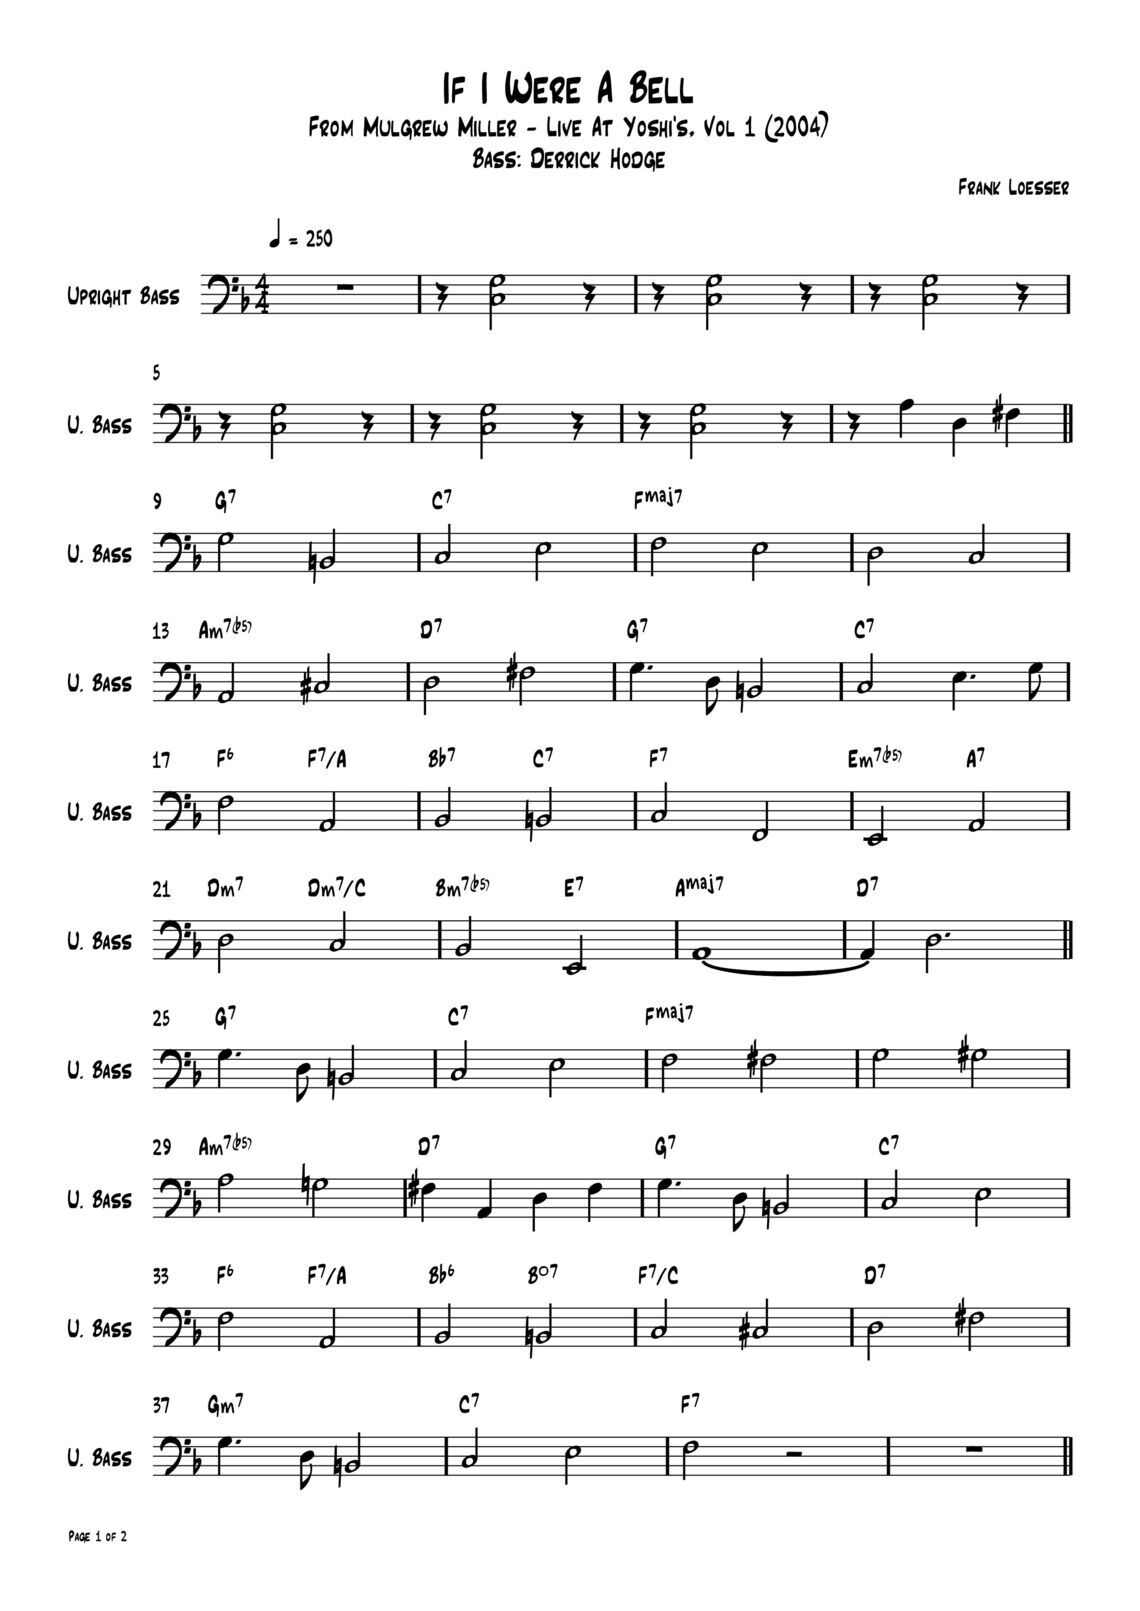 If I Were A Bell
From Mulgrew Miller - Live At Yoshi's, Vol 1 (2004)
Bass: Derrick Hodge
Frank Loesser
♩ = 250
Upright Bass 4/4
5
U. Bass
9 G7 C7 Fmaj7
U. Bass
13 Am7(b5) D7 G7 C7
U. Bass
17 F6 F7/A Bb7 C7 F7 Em7(b5) A7
U. Bass
21 Dm7 Dm7/C Bm7(b5) E7 Amaj7 D7
U. Bass
25 G7 C7 Fmaj7
U. Bass
29 Am7(b5) D7 G7 C7
U. Bass
33 F6 F7/A Bb6 Bo7 F7/C D7
U. Bass
37 Gm7 C7 F7
U. Bass
Page 1 of 2